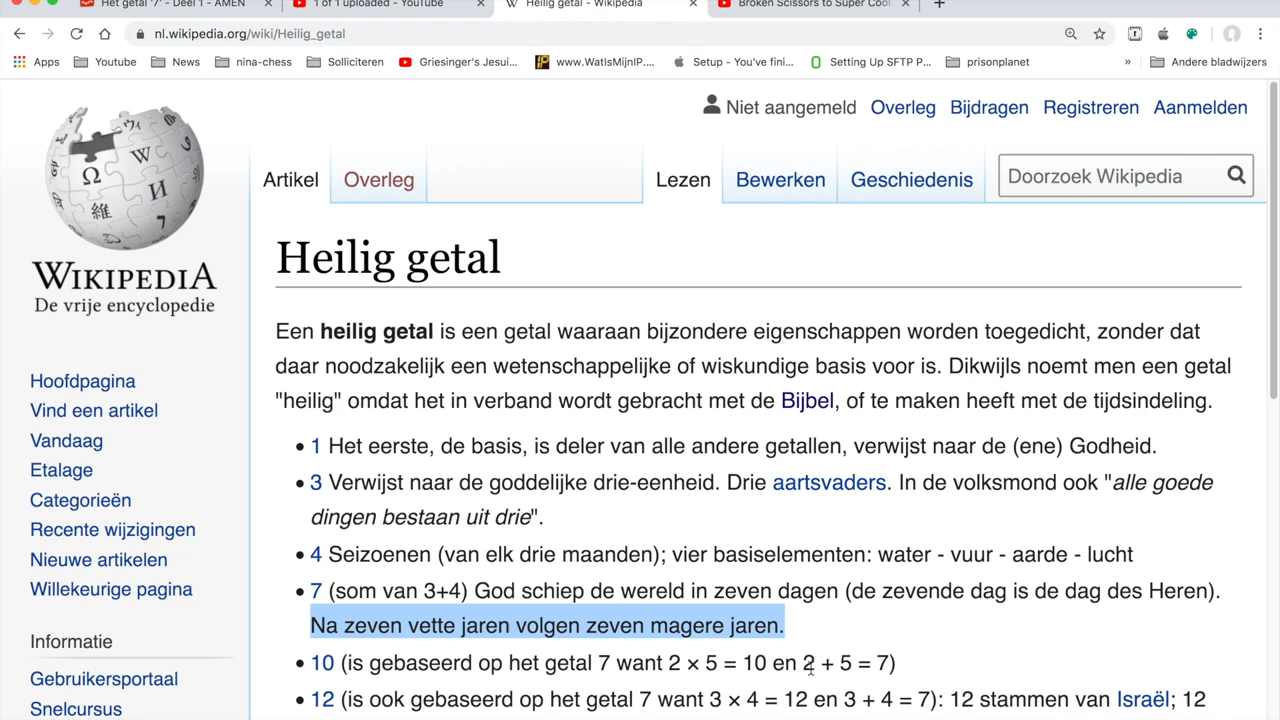 Het getal '7' - Deel 1 - AMEN
1 of 1 uploaded - YouTube
Heilig getal - Wikipedia
Broken Scissors to Super Cool
nl.wikipedia.org/wiki/Heilig_getal
Apps Youtube News nina-chess Solliciteren Griesinger's Jesui... www.WatIsMijnIP.... Setup - You've fini... Setting Up SFTP P... prisonplanet » Andere bladwijzers
Niet aangemeld Overleg Bijdragen Registreren Aanmelden
Artikel Overleg Lezen Bewerken Geschiedenis Doorzoek Wikipedia
WIKIPEDIA
De vrije encyclopedie
Hoofdpagina
Vind een artikel
Vandaag
Etalage
Categorieën
Recente wijzigingen
Nieuwe artikelen
Willekeurige pagina
Informatie
Gebruikersportaal
Snelcursus
Heilig getal
Een heilig getal is een getal waaraan bijzondere eigenschappen worden toegedicht, zonder dat
daar noodzakelijk een wetenschappelijke of wiskundige basis voor is. Dikwijls noemt men een getal
"heilig" omdat het in verband wordt gebracht met de Bijbel, of te maken heeft met de tijdsindeling.
• 1 Het eerste, de basis, is deler van alle andere getallen, verwijst naar de (ene) Godheid.
• 3 Verwijst naar de goddelijke drie-eenheid. Drie aartsvaders. In de volksmond ook "alle goede
dingen bestaan uit drie".
• 4 Seizoenen (van elk drie maanden); vier basiselementen: water - vuur - aarde - lucht
• 7 (som van 3+4) God schiep de wereld in zeven dagen (de zevende dag is de dag des Heren).
Na zeven vette jaren volgen zeven magere jaren.
• 10 (is gebaseerd op het getal 7 want 2 × 5 = 10 en 2 + 5 = 7)
• 12 (is ook gebaseerd op het getal 7 want 3 × 4 = 12 en 3 + 4 = 7): 12 stammen van Israël; 12